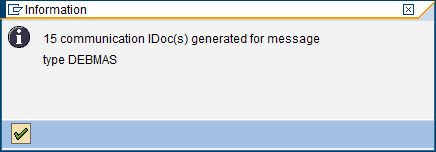 Information
15 communication IDoc(s) generated for message
type DEBMAS